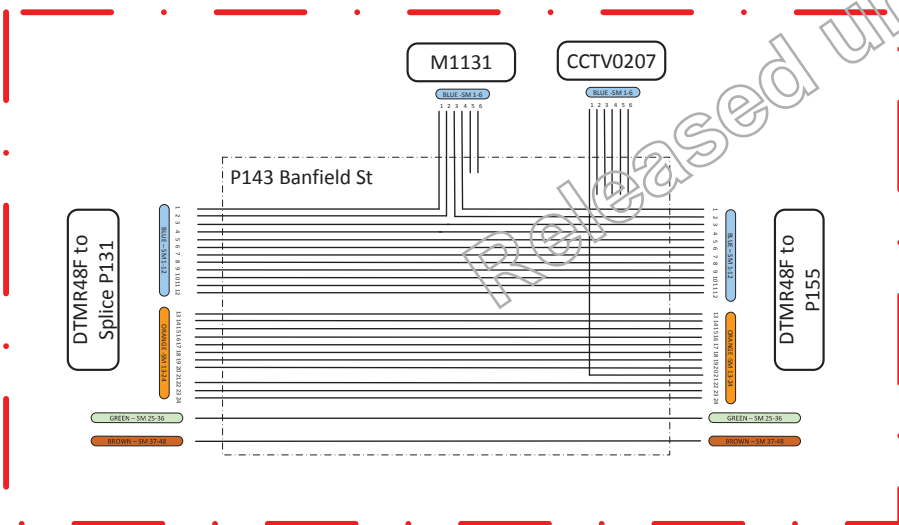 M1131
CCTV0207
BLUE -SM 1-6
BLUE -SM 1-6
1 2 3 4 5 6
1 2 3 4 5 6
P143 Banfield St
DTMR48F to
Splice P131
BLUE – SM 1-12
1
2
3
4
5
6
7
8
9
10
11
12
ORANGE -SM 13-24
13
14
15
16
17
18
19
20
21
22
23
24
GREEN – SM 25-36
BROWN – SM 37-48
1
2
3
4
5
6
7
8
9
10
11
12
BLUE – SM 1-12
13
14
15
16
17
18
19
20
21
22
23
24
ORANGE -SM 13-24
GREEN – SM 25-36
BROWN – SM 37-48
DTMR48F to
P155
Released